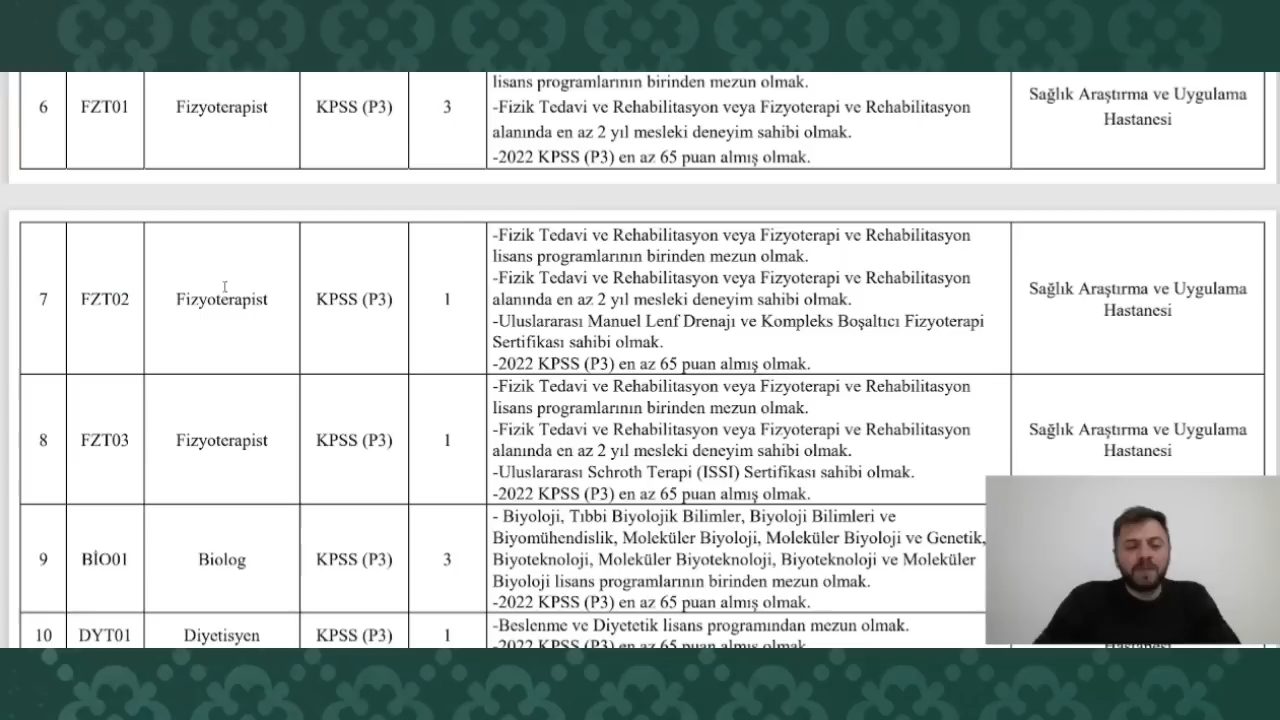 lisans programlarının birinden mezun olmak.
6 FZT01 Fizyoterapist KPSS (P3) 3
-Fizik Tedavi ve Rehabilitasyon veya Fizyoterapi ve Rehabilitasyon
alanında en az 2 yıl mesleki deneyim sahibi olmak.
-2022 KPSS (P3) en az 65 puan almış olmak.
Sağlık Araştırma ve Uygulama
Hastanesi
7 FZT02 Fizyoterapist KPSS (P3) 1
-Fizik Tedavi ve Rehabilitasyon veya Fizyoterapi ve Rehabilitasyon
lisans programlarının birinden mezun olmak.
-Fizik Tedavi ve Rehabilitasyon veya Fizyoterapi ve Rehabilitasyon
alanında en az 2 yıl mesleki deneyim sahibi olmak.
-Uluslararası Manuel Lenf Drenajı ve Kompleks Boşaltıcı Fizyoterapi
Sertifikası sahibi olmak.
-2022 KPSS (P3) en az 65 puan almış olmak.
Sağlık Araştırma ve Uygulama
Hastanesi
8 FZT03 Fizyoterapist KPSS (P3) 1
-Fizik Tedavi ve Rehabilitasyon veya Fizyoterapi ve Rehabilitasyon
lisans programlarının birinden mezun olmak.
-Fizik Tedavi ve Rehabilitasyon veya Fizyoterapi ve Rehabilitasyon
alanında en az 2 yıl mesleki deneyim sahibi olmak.
-Uluslararası Schroth Terapi (ISSI) Sertifikası sahibi olmak.
-2022 KPSS (P3) en az 65 puan almış olmak.
Sağlık Araştırma ve Uygulama
Hastanesi
9 BİO01 Biyolog KPSS (P3) 3
- Biyoloji, Tıbbi Biyolojik Bilimler, Biyoloji Bilimleri ve
Biyomühendislik, Moleküler Biyoloji, Moleküler Biyoloji ve Genetik,
Biyoteknoloji, Moleküler Biyoteknoloji, Biyoteknoloji ve Moleküler
Biyoloji lisans programlarının birinden mezun olmak.
-2022 KPSS (P3) en az 65 puan almış olmak.
10 DYT01 Diyetisyen KPSS (P3) 1
-Beslenme ve Diyetetik lisans programından mezun olmak.
-2022 KPSS (P3) en az 65 puan almış olmak.
Hastanesi